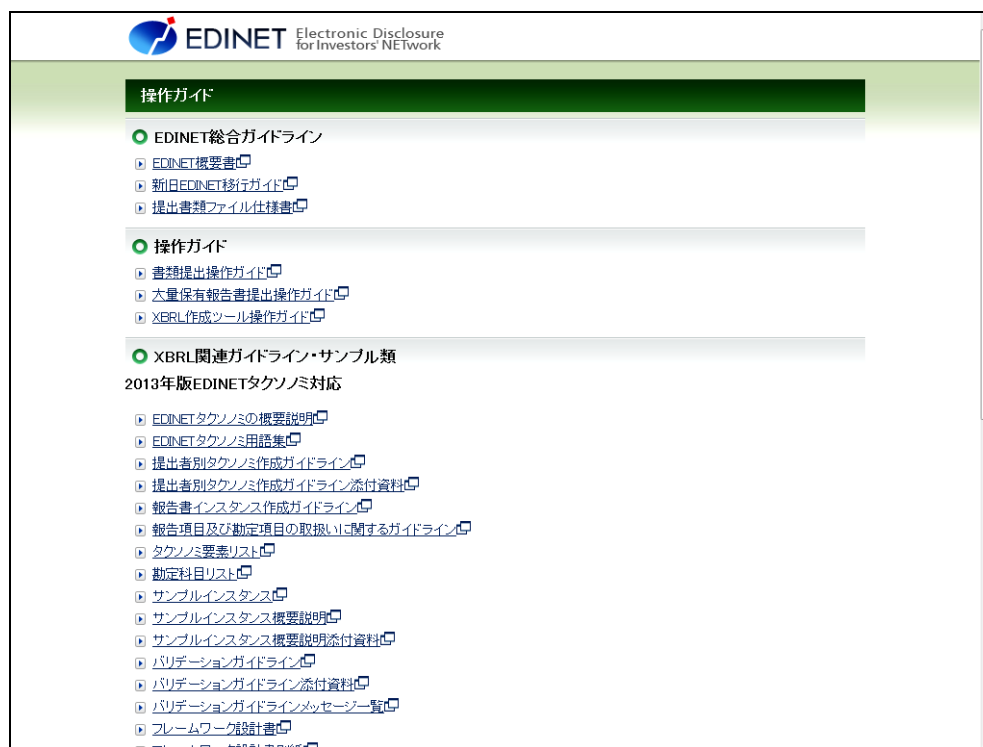 EDINET Electronic Disclosure
for Investors' NETwork
操作ガイド
EDINET総合ガイドライン
EDINET概要書
新旧EDINET移行ガイド
提出書類ファイル仕様書
操作ガイド
書類提出操作ガイド
大量保有報告書提出操作ガイド
XBRL作成ツール操作ガイド
XBRL関連ガイドライン・サンプル類
2013年版EDINETタクソノミ対応
EDINETタクソノミの概要説明
EDINETタクソノミ用語集
提出者別タクソノミ作成ガイドライン
提出者別タクソノミ作成ガイドライン添付資料
報告書インスタンス作成ガイドライン
報告項目及び勘定項目の取扱いに関するガイドライン
タクソノミ要素リスト
勘定科目リスト
サンプルインスタンス
サンプルインスタンス概要説明
サンプルインスタンス概要説明添付資料
バリデーションガイドライン
バリデーションガイドライン添付資料
バリデーションガイドラインメッセージ一覧
フレームワーク設計書